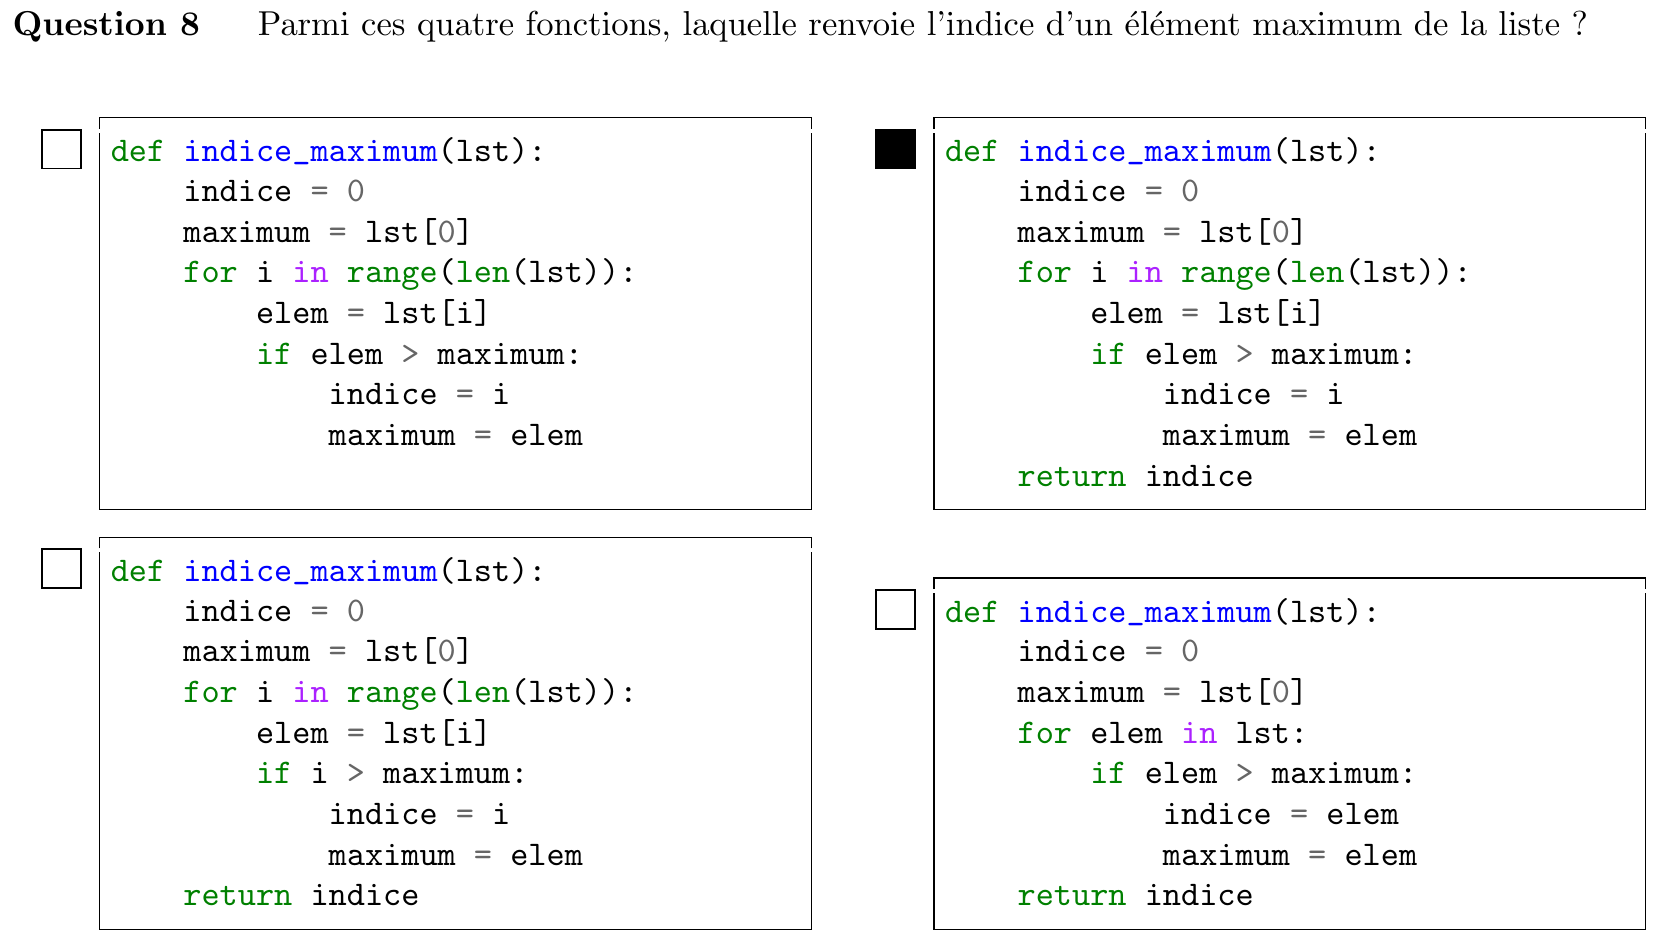 Question 8 Parmi ces quatre fonctions, laquelle renvoie l'indice d'un élément maximum de la liste ?
def indice_maximum(lst):
    indice = 0
    maximum = lst[0]
    for i in range(len(lst)):
        elem = lst[i]
        if elem > maximum:
            indice = i
            maximum = elem
def indice_maximum(lst):
    indice = 0
    maximum = lst[0]
    for i in range(len(lst)):
        elem = lst[i]
        if elem > maximum:
            indice = i
            maximum = elem
    return indice
def indice_maximum(lst):
    indice = 0
    maximum = lst[0]
    for i in range(len(lst)):
        elem = lst[i]
        if i > maximum:
            indice = i
            maximum = elem
    return indice
def indice_maximum(lst):
    indice = 0
    maximum = lst[0]
    for elem in lst:
        if elem > maximum:
            indice = elem
            maximum = elem
    return indice